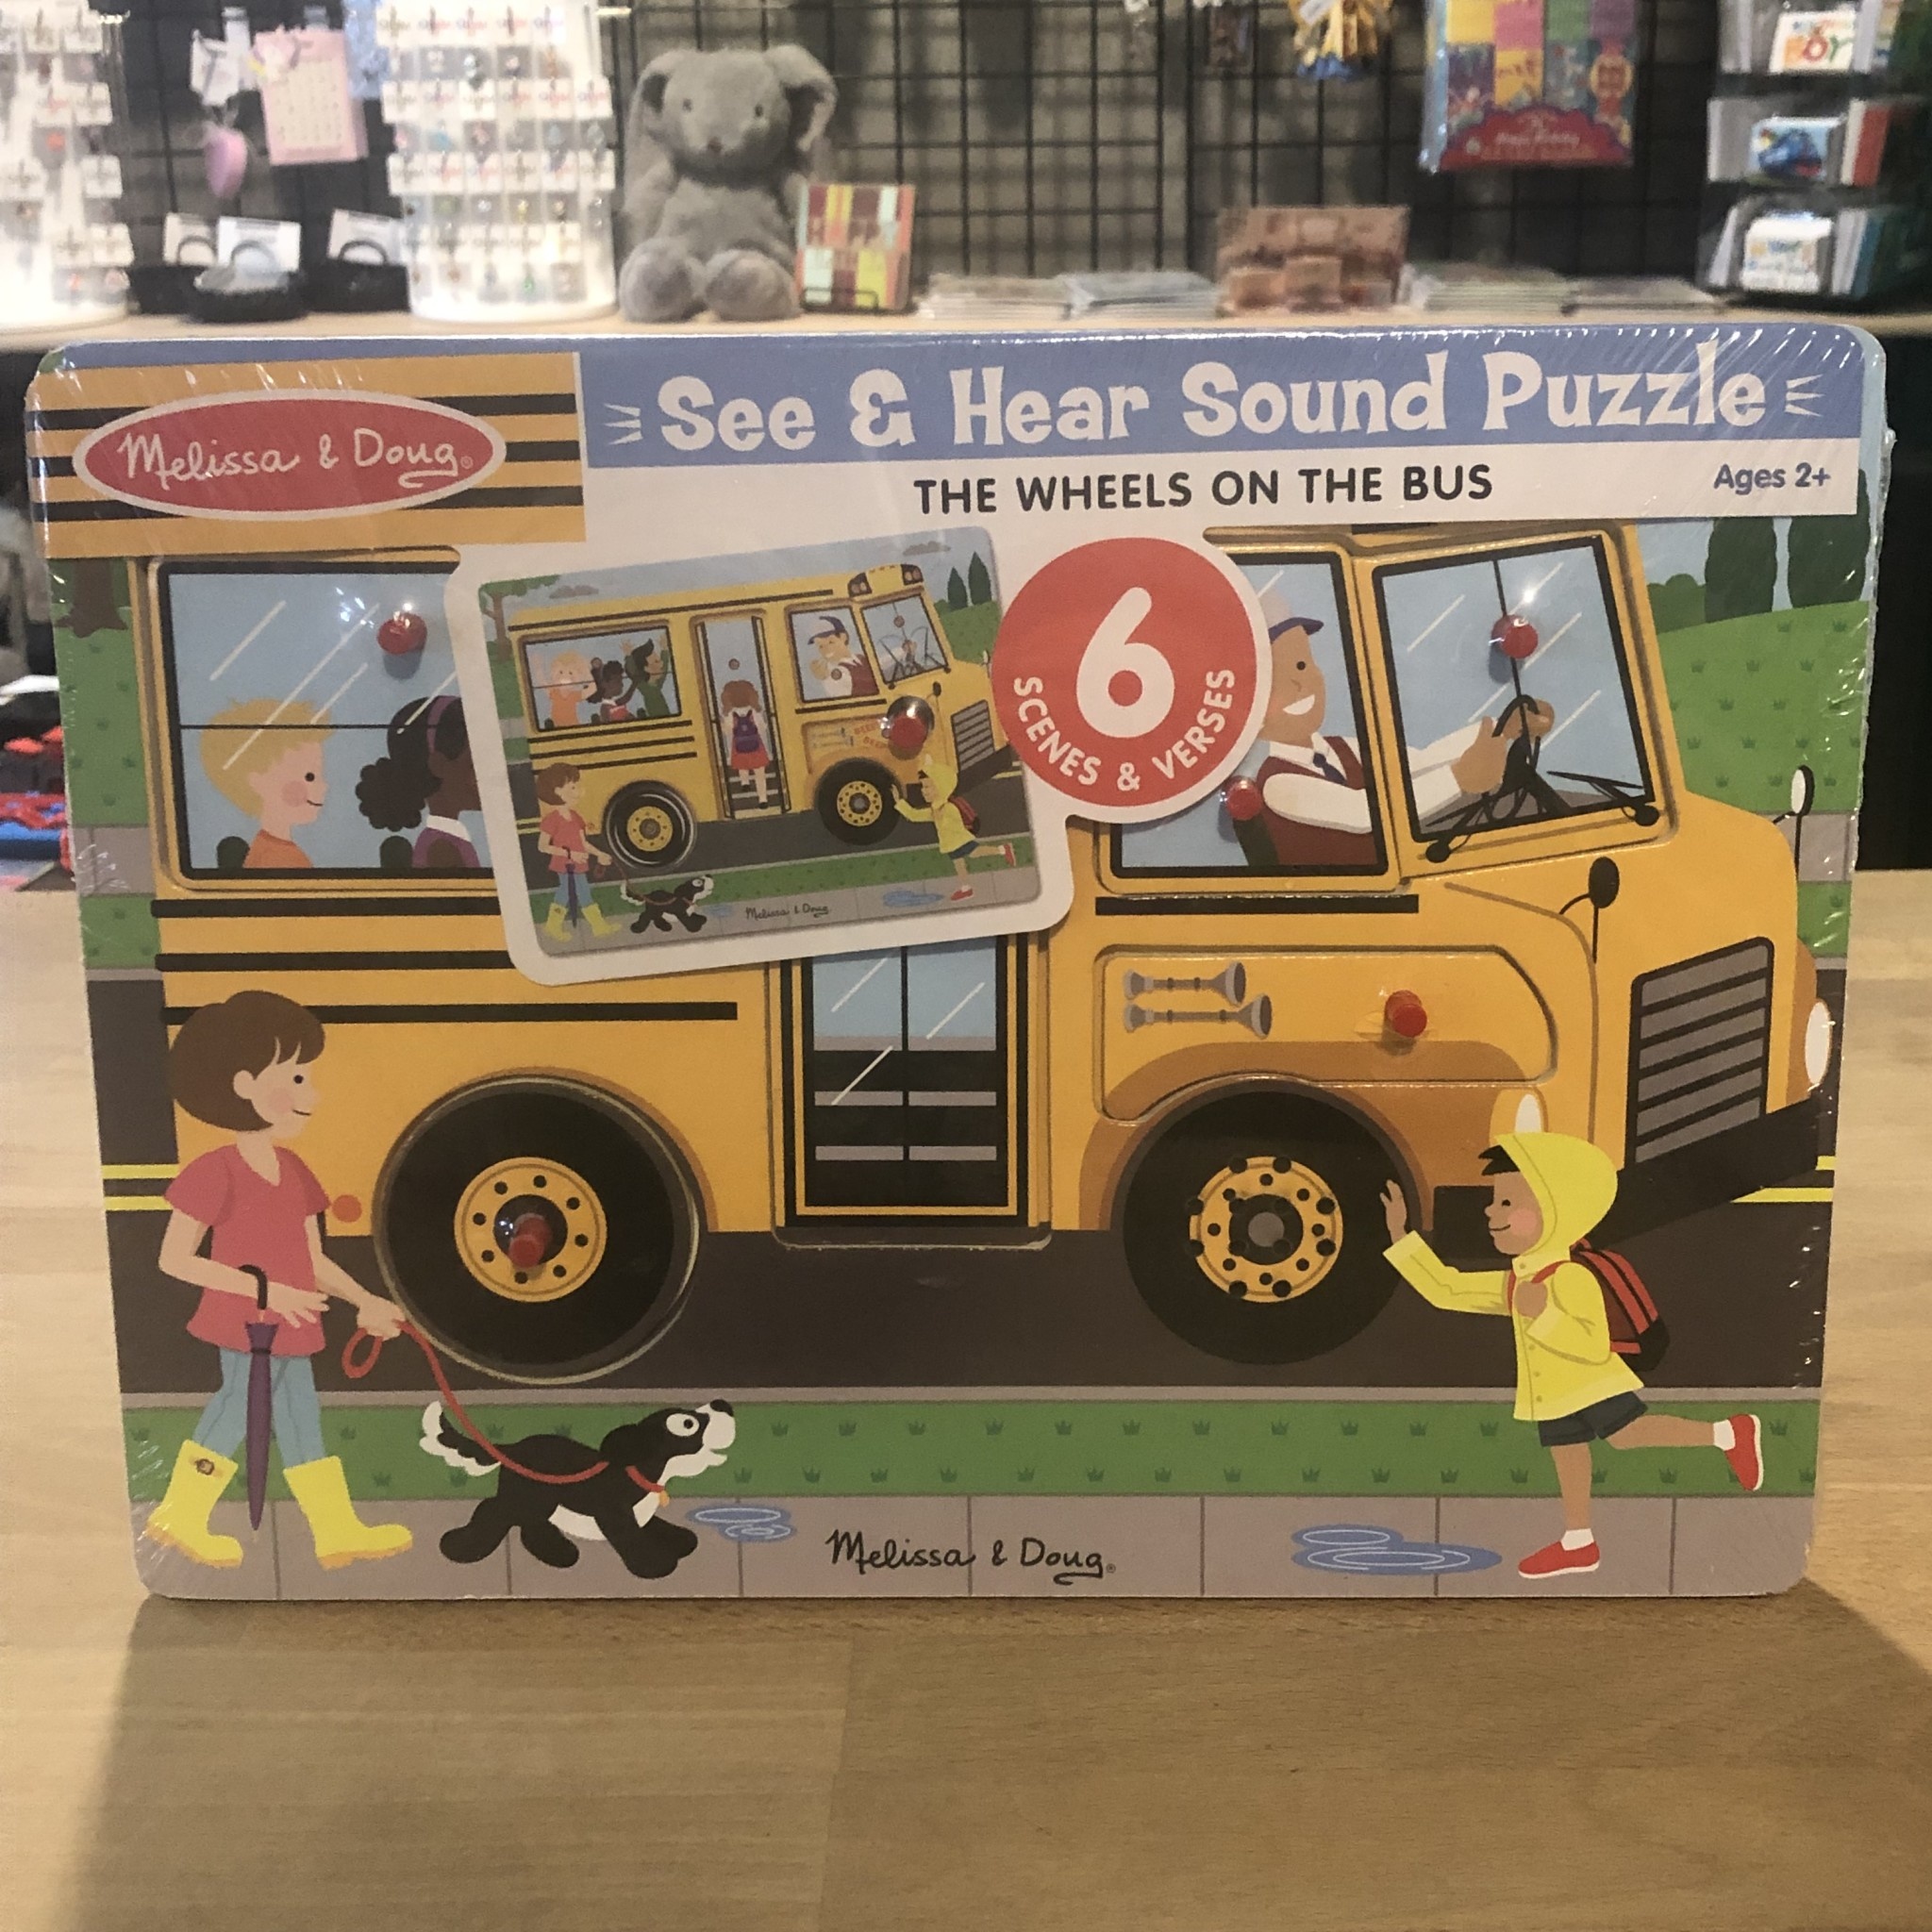 HAPPY
Melissa & Doug®
See & Hear Sound Puzzle
THE WHEELS ON THE BUS
Ages 2+
6
SCENES & VERSES
Melissa & Doug
Melissa & Doug®